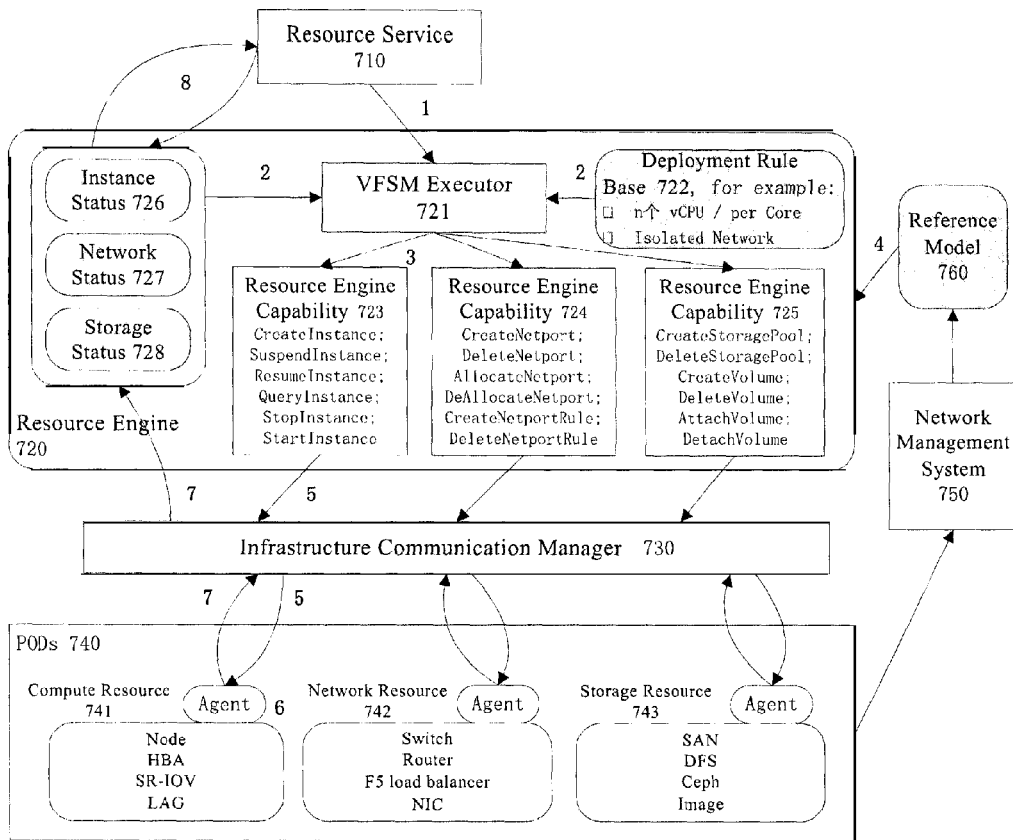 Resource Service
710
8
1
Instance
Status 726
Network
Status 727
Storage
Status 728
2
VFSM Executor
721
2
Deployment Rule
Base 722, for example:
□ n个 vCPU / per Core
□ Isolated Network
Reference
Model
760
4
3
Resource Engine
Capability 723
CreateInstance;
SuspendInstance;
ResumeInstance;
QueryInstance;
StopInstance;
StartInstance
Resource Engine
Capability 724
CreateNetport;
DeleteNetport;
AllocateNetport;
DeAllocateNetport;
CreateNetportRule;
DeleteNetportRule
Resource Engine
Capability 725
CreateStoragePool;
DeleteStoragePool;
CreateVolume;
DeleteVolume;
AttachVolume;
DetachVolume
Resource Engine
720
Network
Management
System
750
7
5
Infrastructure Communication Manager 730
7
5
PODs 740
Compute Resource
741
Agent
6
Node
HBA
SR-IOV
LAG
Network Resource
742
Agent
Switch
Router
F5 load balancer
NIC
Storage Resource
743
Agent
SAN
DFS
Ceph
Image